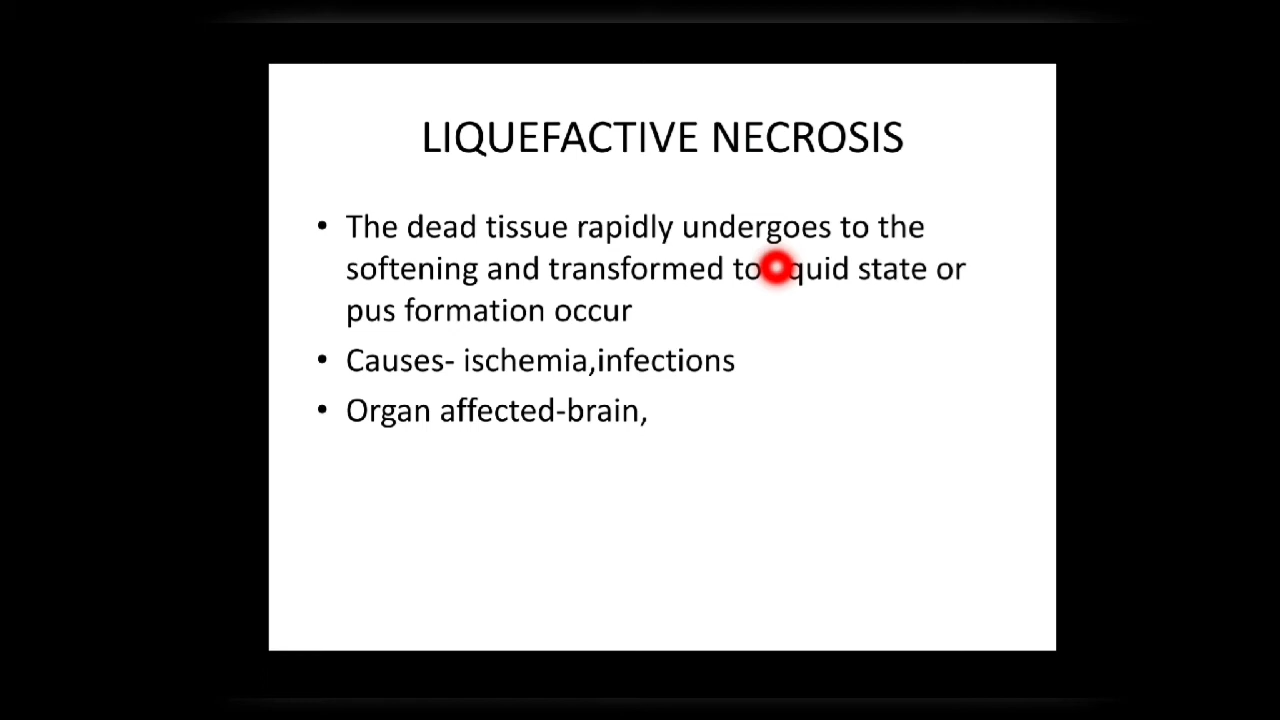 LIQUEFACTIVE NECROSIS
• The dead tissue rapidly undergoes to the
softening and transformed to quid state or
pus formation occur
• Causes- ischemia,infections
• Organ affected-brain,